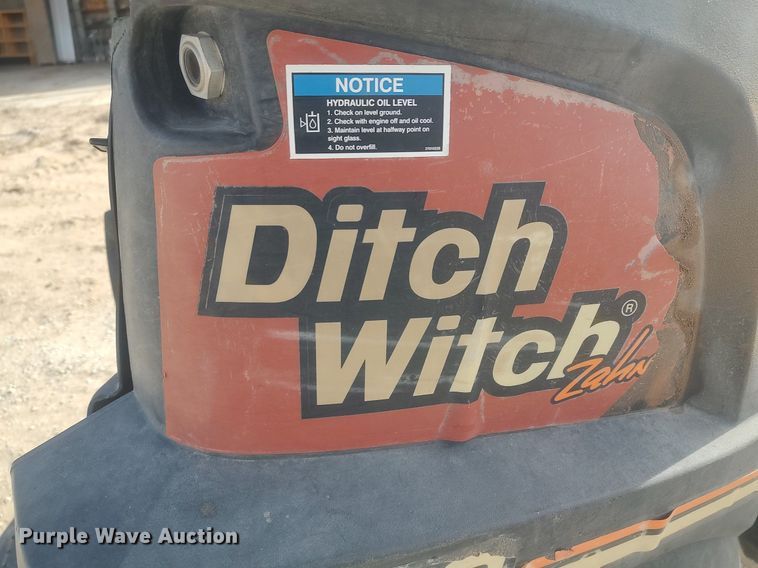 NOTICE
HYDRAULIC OIL LEVEL
1. Check on level ground.
2. Check with engine off and oil cool.
3. Maintain level at halfway point on
sight glass.
4. Do not overfill.
Ditch
Witch®
Zahn
Purple Wave Auction